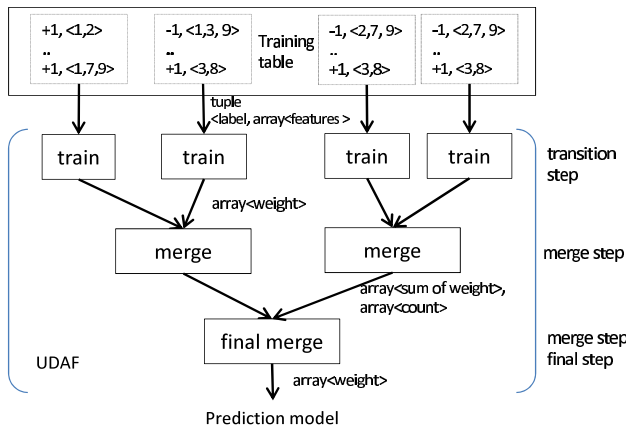 +1, <1,2>
..
+1, <1,7,9>
-1, <1,3, 9>
..
+1, <3,8>
Training
table
-1, <2,7, 9>
..
+1, <3,8>
-1, <2,7, 9>
..
+1, <3,8>
tuple
<label, array<features >
train
train
train
train
transition
step
array<weight>
merge
merge
merge step
array<sum of weight>,
array<count>
final merge
merge step
final step
UDAF
array<weight>
Prediction model